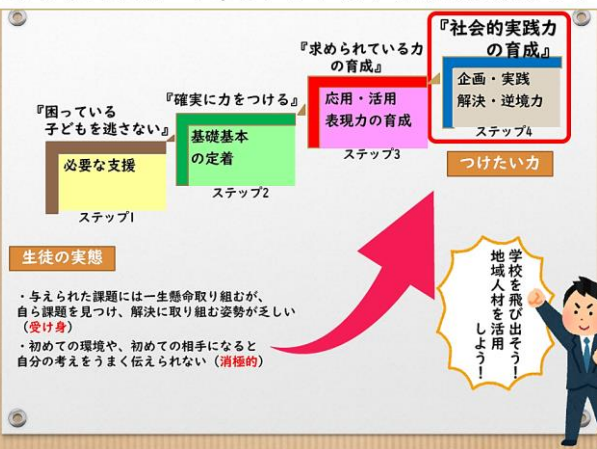 『困っている
子どもを逃さない』
必要な支援
ステップ1
『確実に力をつける』
基礎基本
の定着
ステップ2
『求められている力
の育成』
応用・活用
表現力の育成
ステップ3
『社会的実践力
の育成』
企画・実践
解決・逆境力
ステップ4
つけたい力
生徒の実態
・与えられた課題には一生懸命取り組むが、
自ら課題を見つけ、解決に取り組む姿勢が乏しい
（受け身）
・初めての環境や、初めての相手になると
自分の考えをうまく伝えられない（消極的）
学校を飛び出そう！
地域人材を活用
しよう！